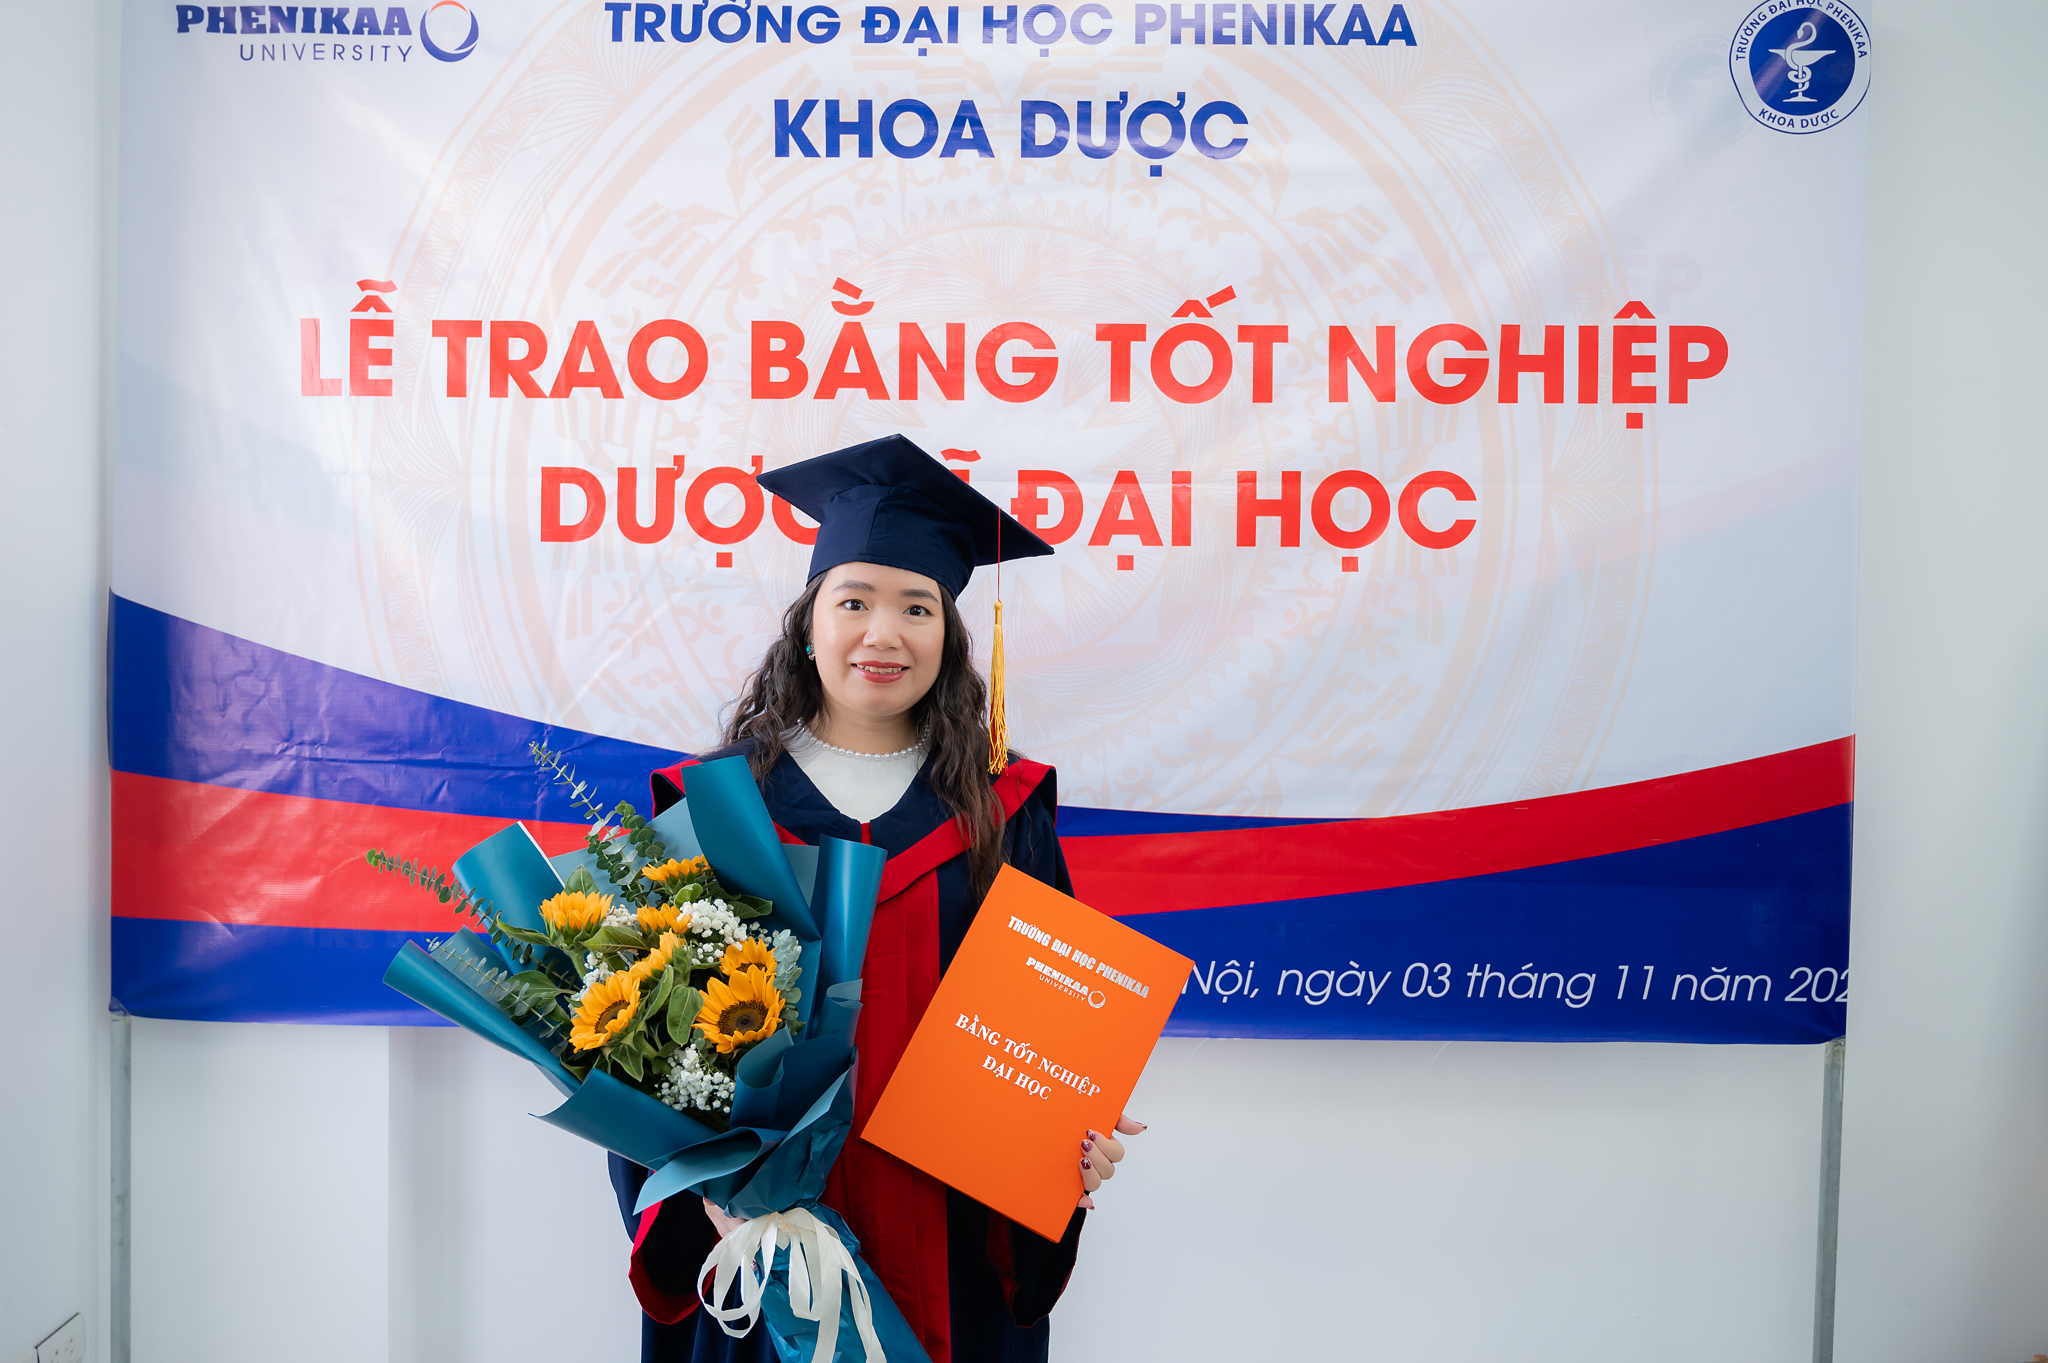 PHENIKAA
UNIVERSITY
TRƯỜNG ĐẠI HỌC PHENIKAA
KHOA DƯỢC
TRƯỜNG ĐẠI HỌC PHENIKAA
KHOA DƯỢC
LỄ TRAO BẰNG TỐT NGHIỆP
ĐẠI HỌC
Nội, ngày 03 tháng 11 năm
TRƯỜNG ĐẠI HỌC PHENIKAA
PHENIKAA
UNIVERSITY
BẰNG TỐT NGHIỆP
ĐẠI HỌC